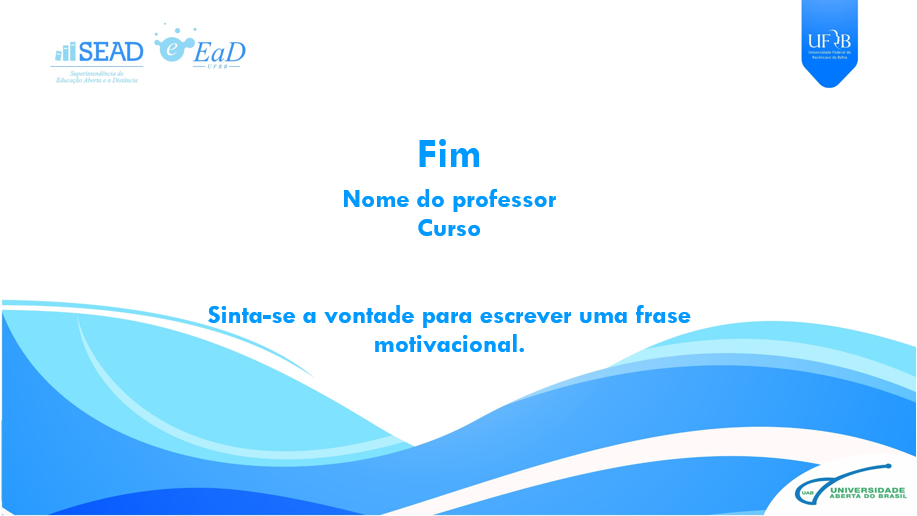 SEAD
Superintendência de
Educação Aberta e a Distância
e
EaD
UFRB
UFRB
Universidade Federal do
Recôncavo da Bahia
Fim
Nome do professor
Curso
Sinta-se a vontade para escrever uma frase
motivacional.
UAB
UNIVERSIDADE
ABERTA DO BRASIL